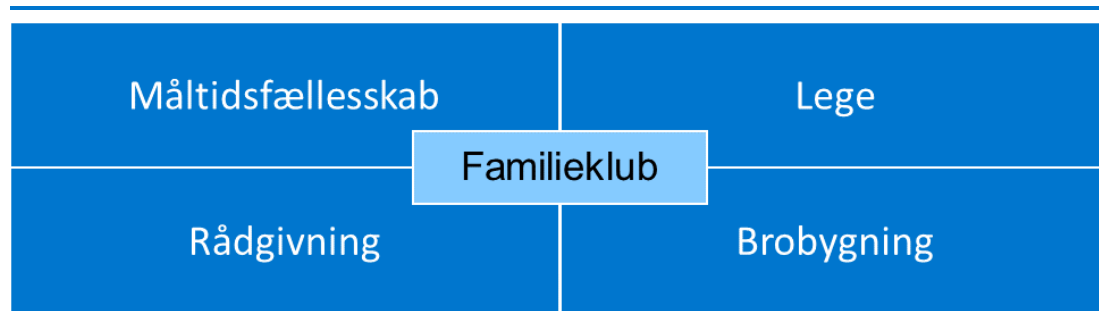 Måltidsfællesskab
Lege
Familieklub
Rådgivning
Brobygning